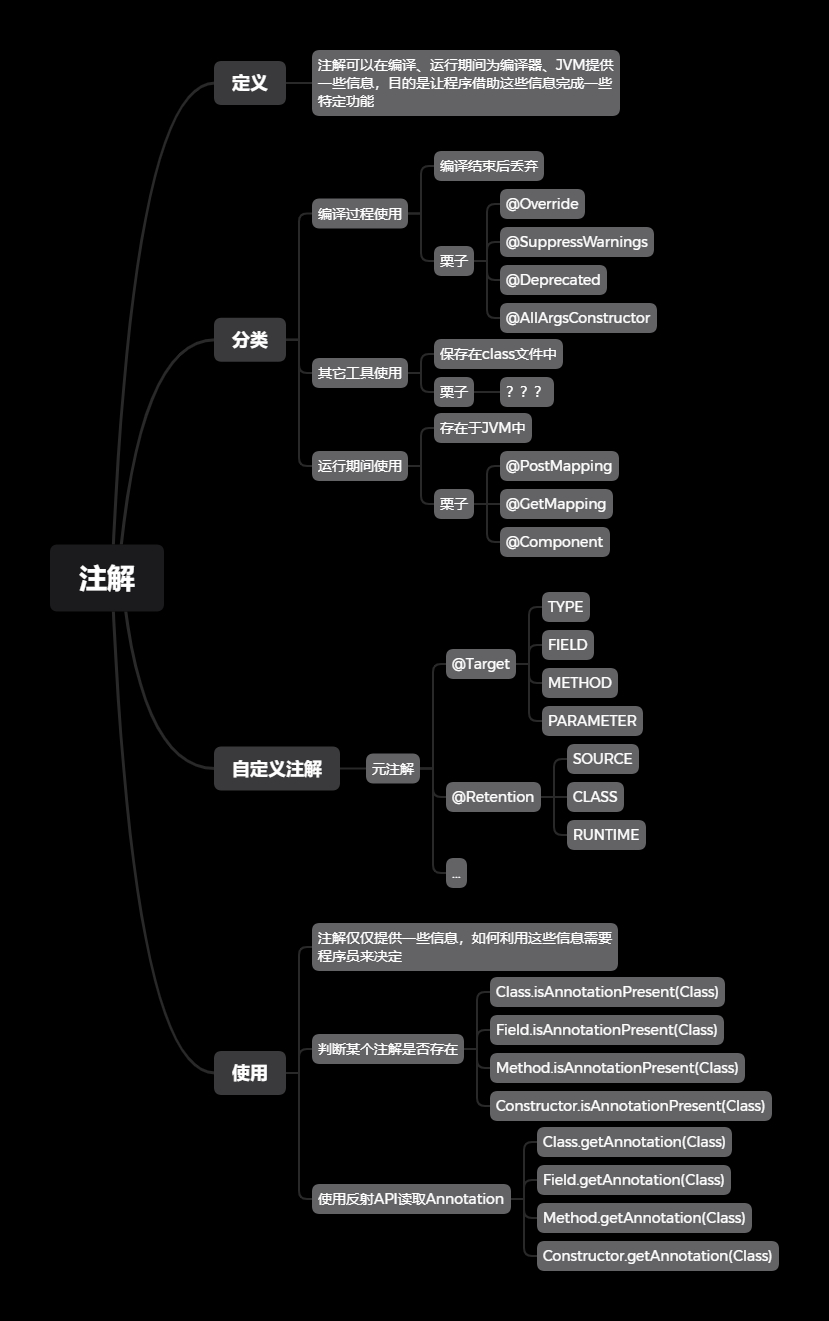 注解
定义
注解可以在编译、运行期间为编译器、JVM提供
一些信息，目的是让程序借助这些信息完成一些
特定功能
分类
编译过程使用
编译结束后丢弃
栗子
@Override
@SuppressWarnings
@Deprecated
@AllArgsConstructor
其它工具使用
保存在class文件中
栗子
？？？
运行期间使用
存在于JVM中
栗子
@PostMapping
@GetMapping
@Component
自定义注解
元注解
@Target
TYPE
FIELD
METHOD
PARAMETER
@Retention
SOURCE
CLASS
RUNTIME
...
使用
注解仅仅提供一些信息，如何利用这些信息需要
程序员来决定
判断某个注解是否存在
Class.isAnnotationPresent(Class)
Field.isAnnotationPresent(Class)
Method.isAnnotationPresent(Class)
Constructor.isAnnotationPresent(Class)
使用反射API读取Annotation
Class.getAnnotation(Class)
Field.getAnnotation(Class)
Method.getAnnotation(Class)
Constructor.getAnnotation(Class)